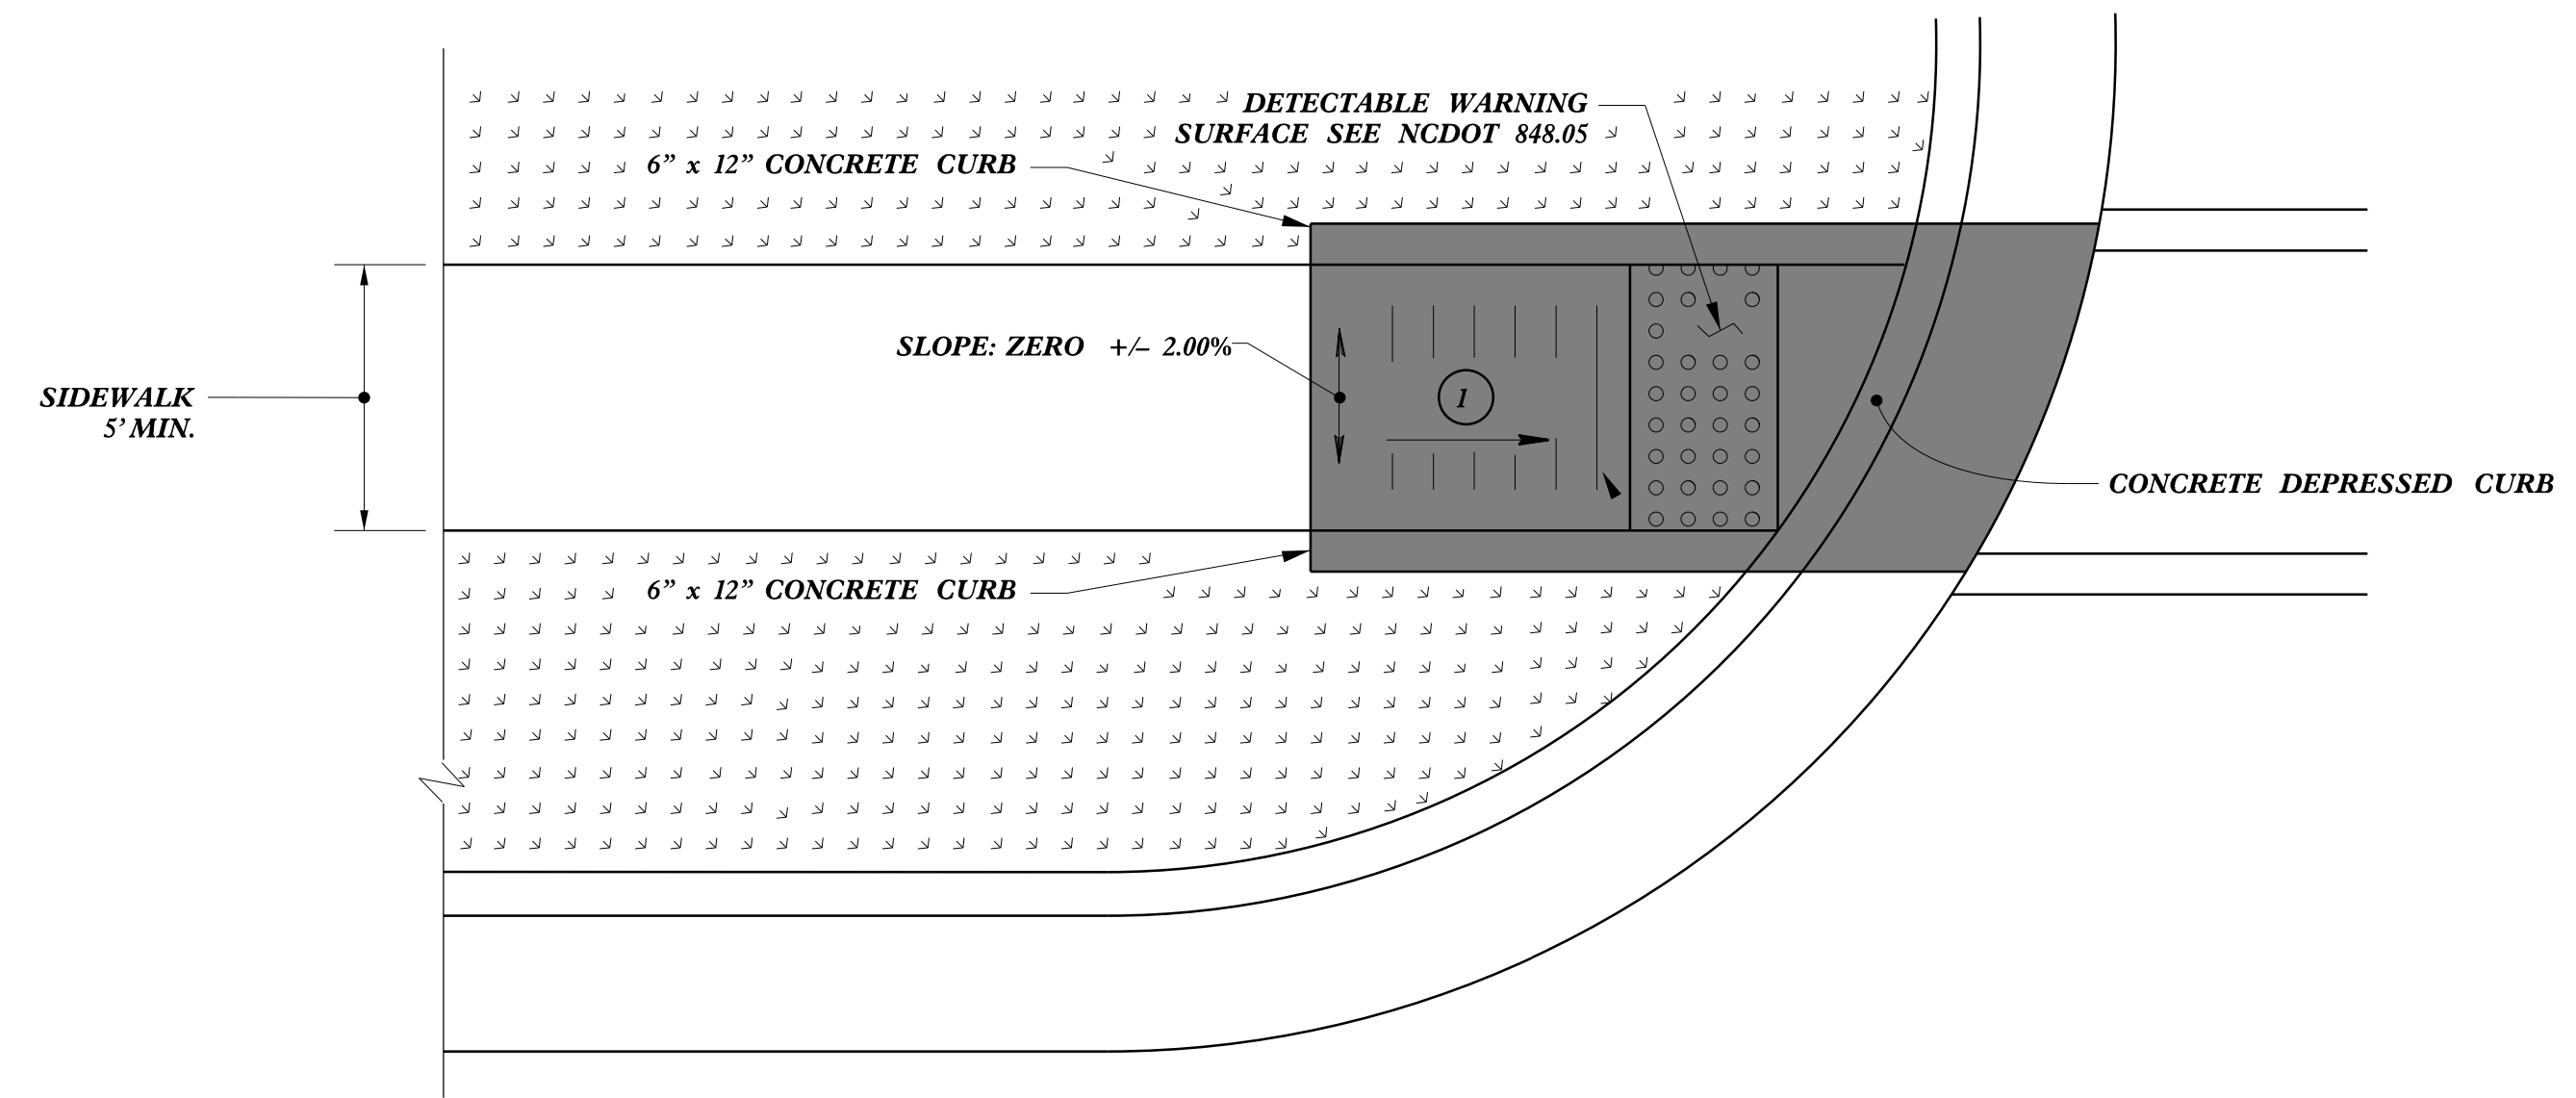 DETECTABLE WARNING
SURFACE SEE NCDOT 848.05
6” x 12” CONCRETE CURB
SLOPE: ZERO +/– 2.00%
1
SIDEWALK
5’ MIN.
CONCRETE DEPRESSED CURB
6” x 12” CONCRETE CURB